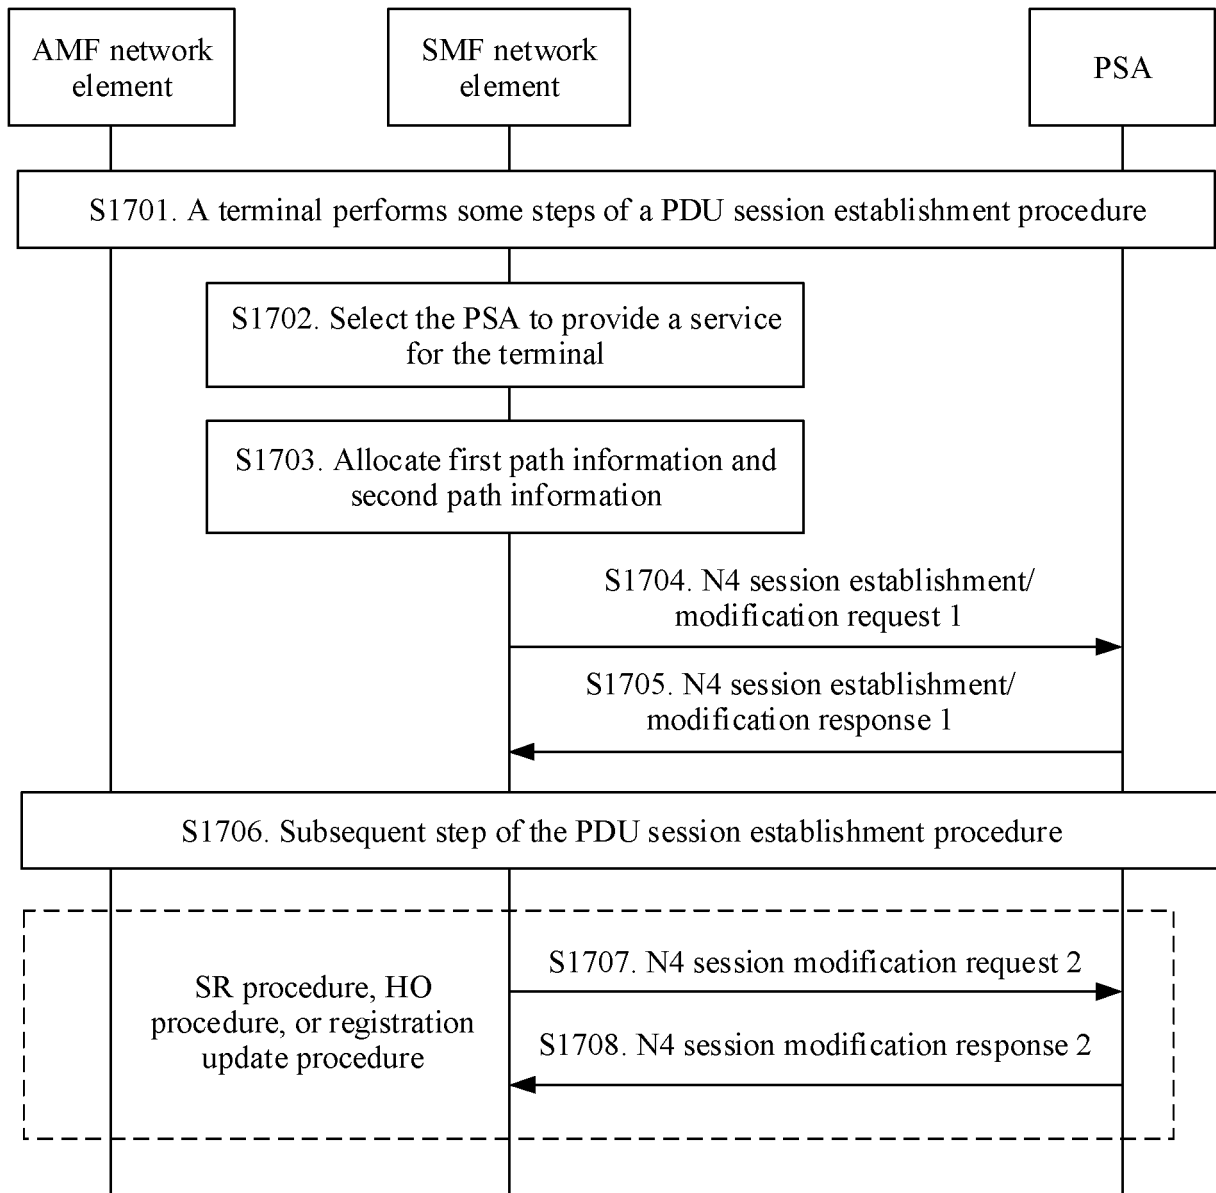 AMF network
element
SMF network
element
PSA
S1701. A terminal performs some steps of a PDU session establishment procedure
S1702. Select the PSA to provide a service
for the terminal
S1703. Allocate first path information and
second path information
S1704. N4 session establishment/
modification request 1
S1705. N4 session establishment/
modification response 1
S1706. Subsequent step of the PDU session establishment procedure
SR procedure, HO
procedure, or registration
update procedure
S1707. N4 session modification request 2
S1708. N4 session modification response 2